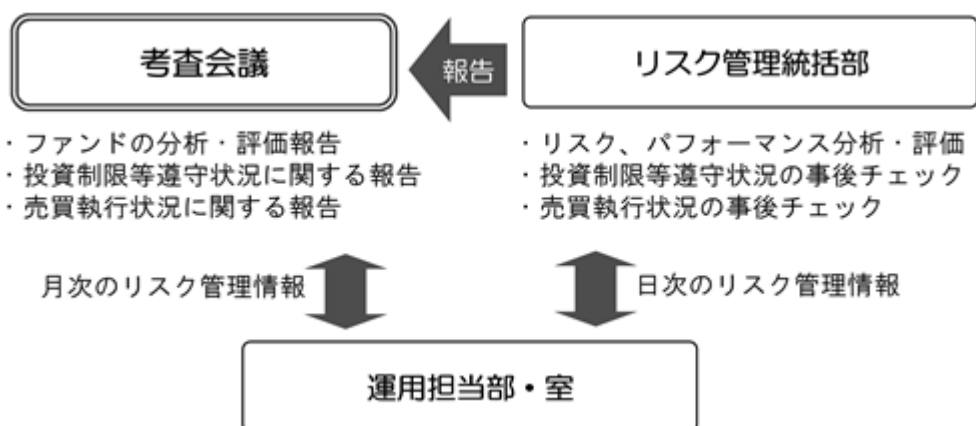 考査会議
報告
リスク管理統括部
・ファンドの分析・評価報告
・投資制限等遵守状況に関する報告
・売買執行状況に関する報告
・リスク、パフォーマンス分析・評価
・投資制限等遵守状況の事後チェック
・売買執行状況の事後チェック
月次のリスク管理情報
日次のリスク管理情報
運用担当部・室